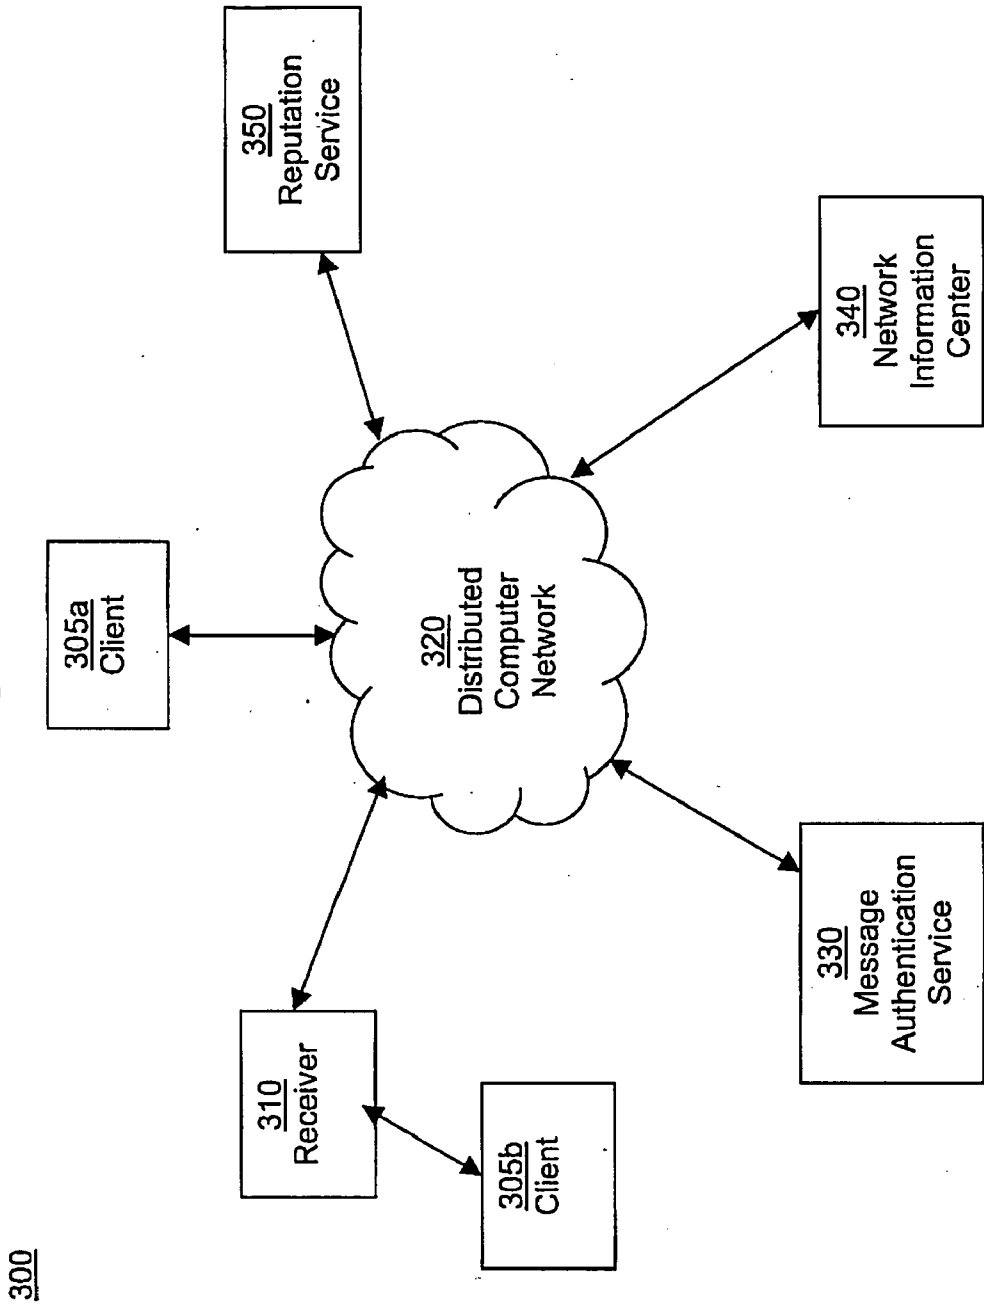 300
305a
Client
310
Receiver
350
Reputation
Service
305b
Client
320
Distributed
Computer
Network
330
Message
Authentication
Service
340
Network
Information
Center